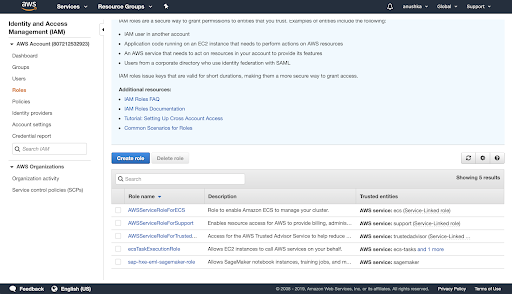 aws
Services
Resource Groups
anushka
Global
Support
Identity and Access
Management (IAM)
AWS Account (807212532923)
Dashboard
Groups
Users
Roles
Policies
Identity providers
Account settings
Credential report
Search IAM
AWS Organizations
Organization activity
Service control policies (SCPs)
IAM roles are a secure way to grant permissions to entities that you trust. Examples of entities include the following:
IAM user in another account
Application code running on an EC2 instance that needs to perform actions on AWS resources
An AWS service that needs to act on resources in your account to provide its features
Users from a corporate directory who use identity federation with SAML
IAM roles issue keys that are valid for short durations, making them a more secure way to grant access.
Additional resources:
IAM Roles FAQ
IAM Roles Documentation
Tutorial: Setting Up Cross Account Access
Common Scenarios for Roles
Create role
Delete role
Search
Showing 5 results
Role name
Description
Trusted entities
AWSServiceRoleForECS
Role to enable Amazon ECS to manage your cluster.
AWS service: ecs (Service-Linked role)
AWSServiceRoleForSupport
Enables resource access for AWS to provide billing, adminis...
AWS service: support (Service-Linked role)
AWSServiceRoleForTrusted...
Access for the AWS Trusted Advisor Service to help reduce ...
AWS service: trustedadvisor (Service-Linked ...
ecsTaskExecutionRole
Allows EC2 instances to call AWS services on your behalf.
AWS service: ecs-tasks and 1 more
Allows SageMaker notebook instances, training jobs, and m...
AWS service: sagemaker
Feedback
English (US)
© 2008 - 2019, Amazon Web Services, Inc. or its affiliates. All rights reserved.
Privacy Policy
Terms of Use